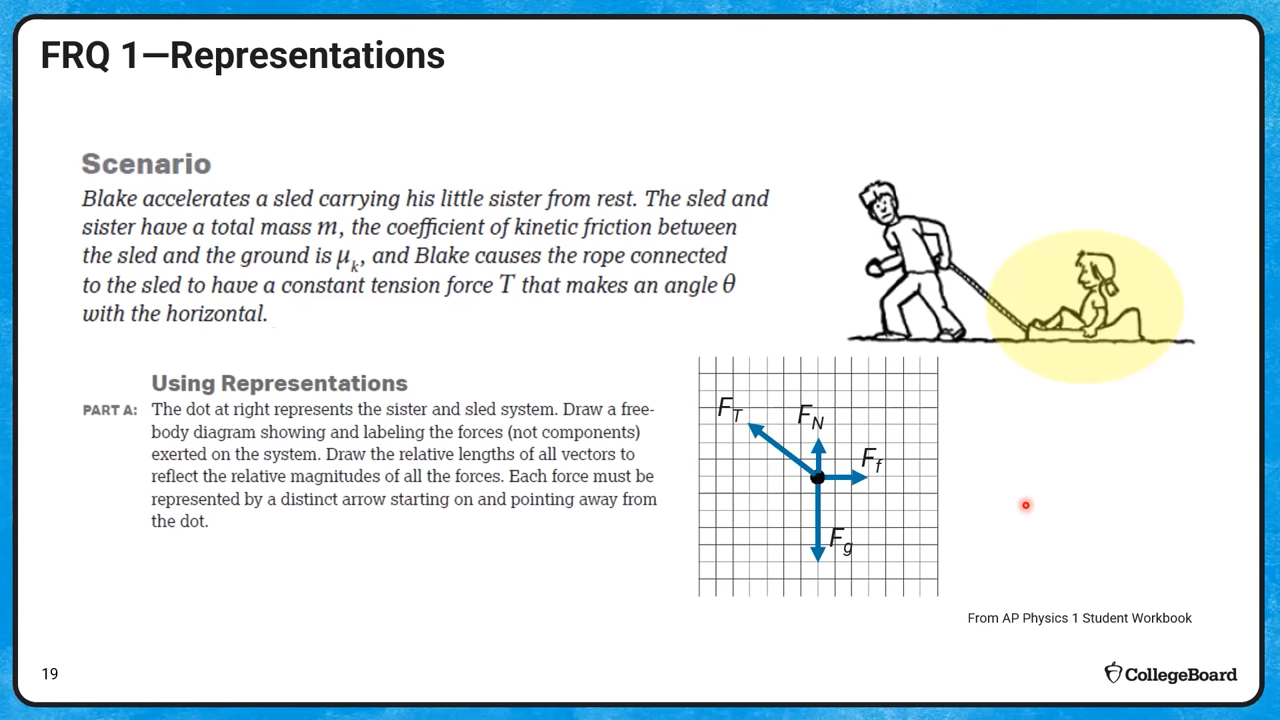 FRQ 1—Representations
Scenario
Blake accelerates a sled carrying his little sister from rest. The sled and
sister have a total mass m, the coefficient of kinetic friction between
the sled and the ground is μk, and Blake causes the rope connected
to the sled to have a constant tension force T that makes an angle θ
with the horizontal.
Using Representations
PART A: The dot at right represents the sister and sled system. Draw a free-
body diagram showing and labeling the forces (not components)
exerted on the system. Draw the relative lengths of all vectors to
reflect the relative magnitudes of all the forces. Each force must be
represented by a distinct arrow starting on and pointing away from
the dot.
FT
FN
Ff
Fg
From AP Physics 1 Student Workbook
19
CollegeBoard